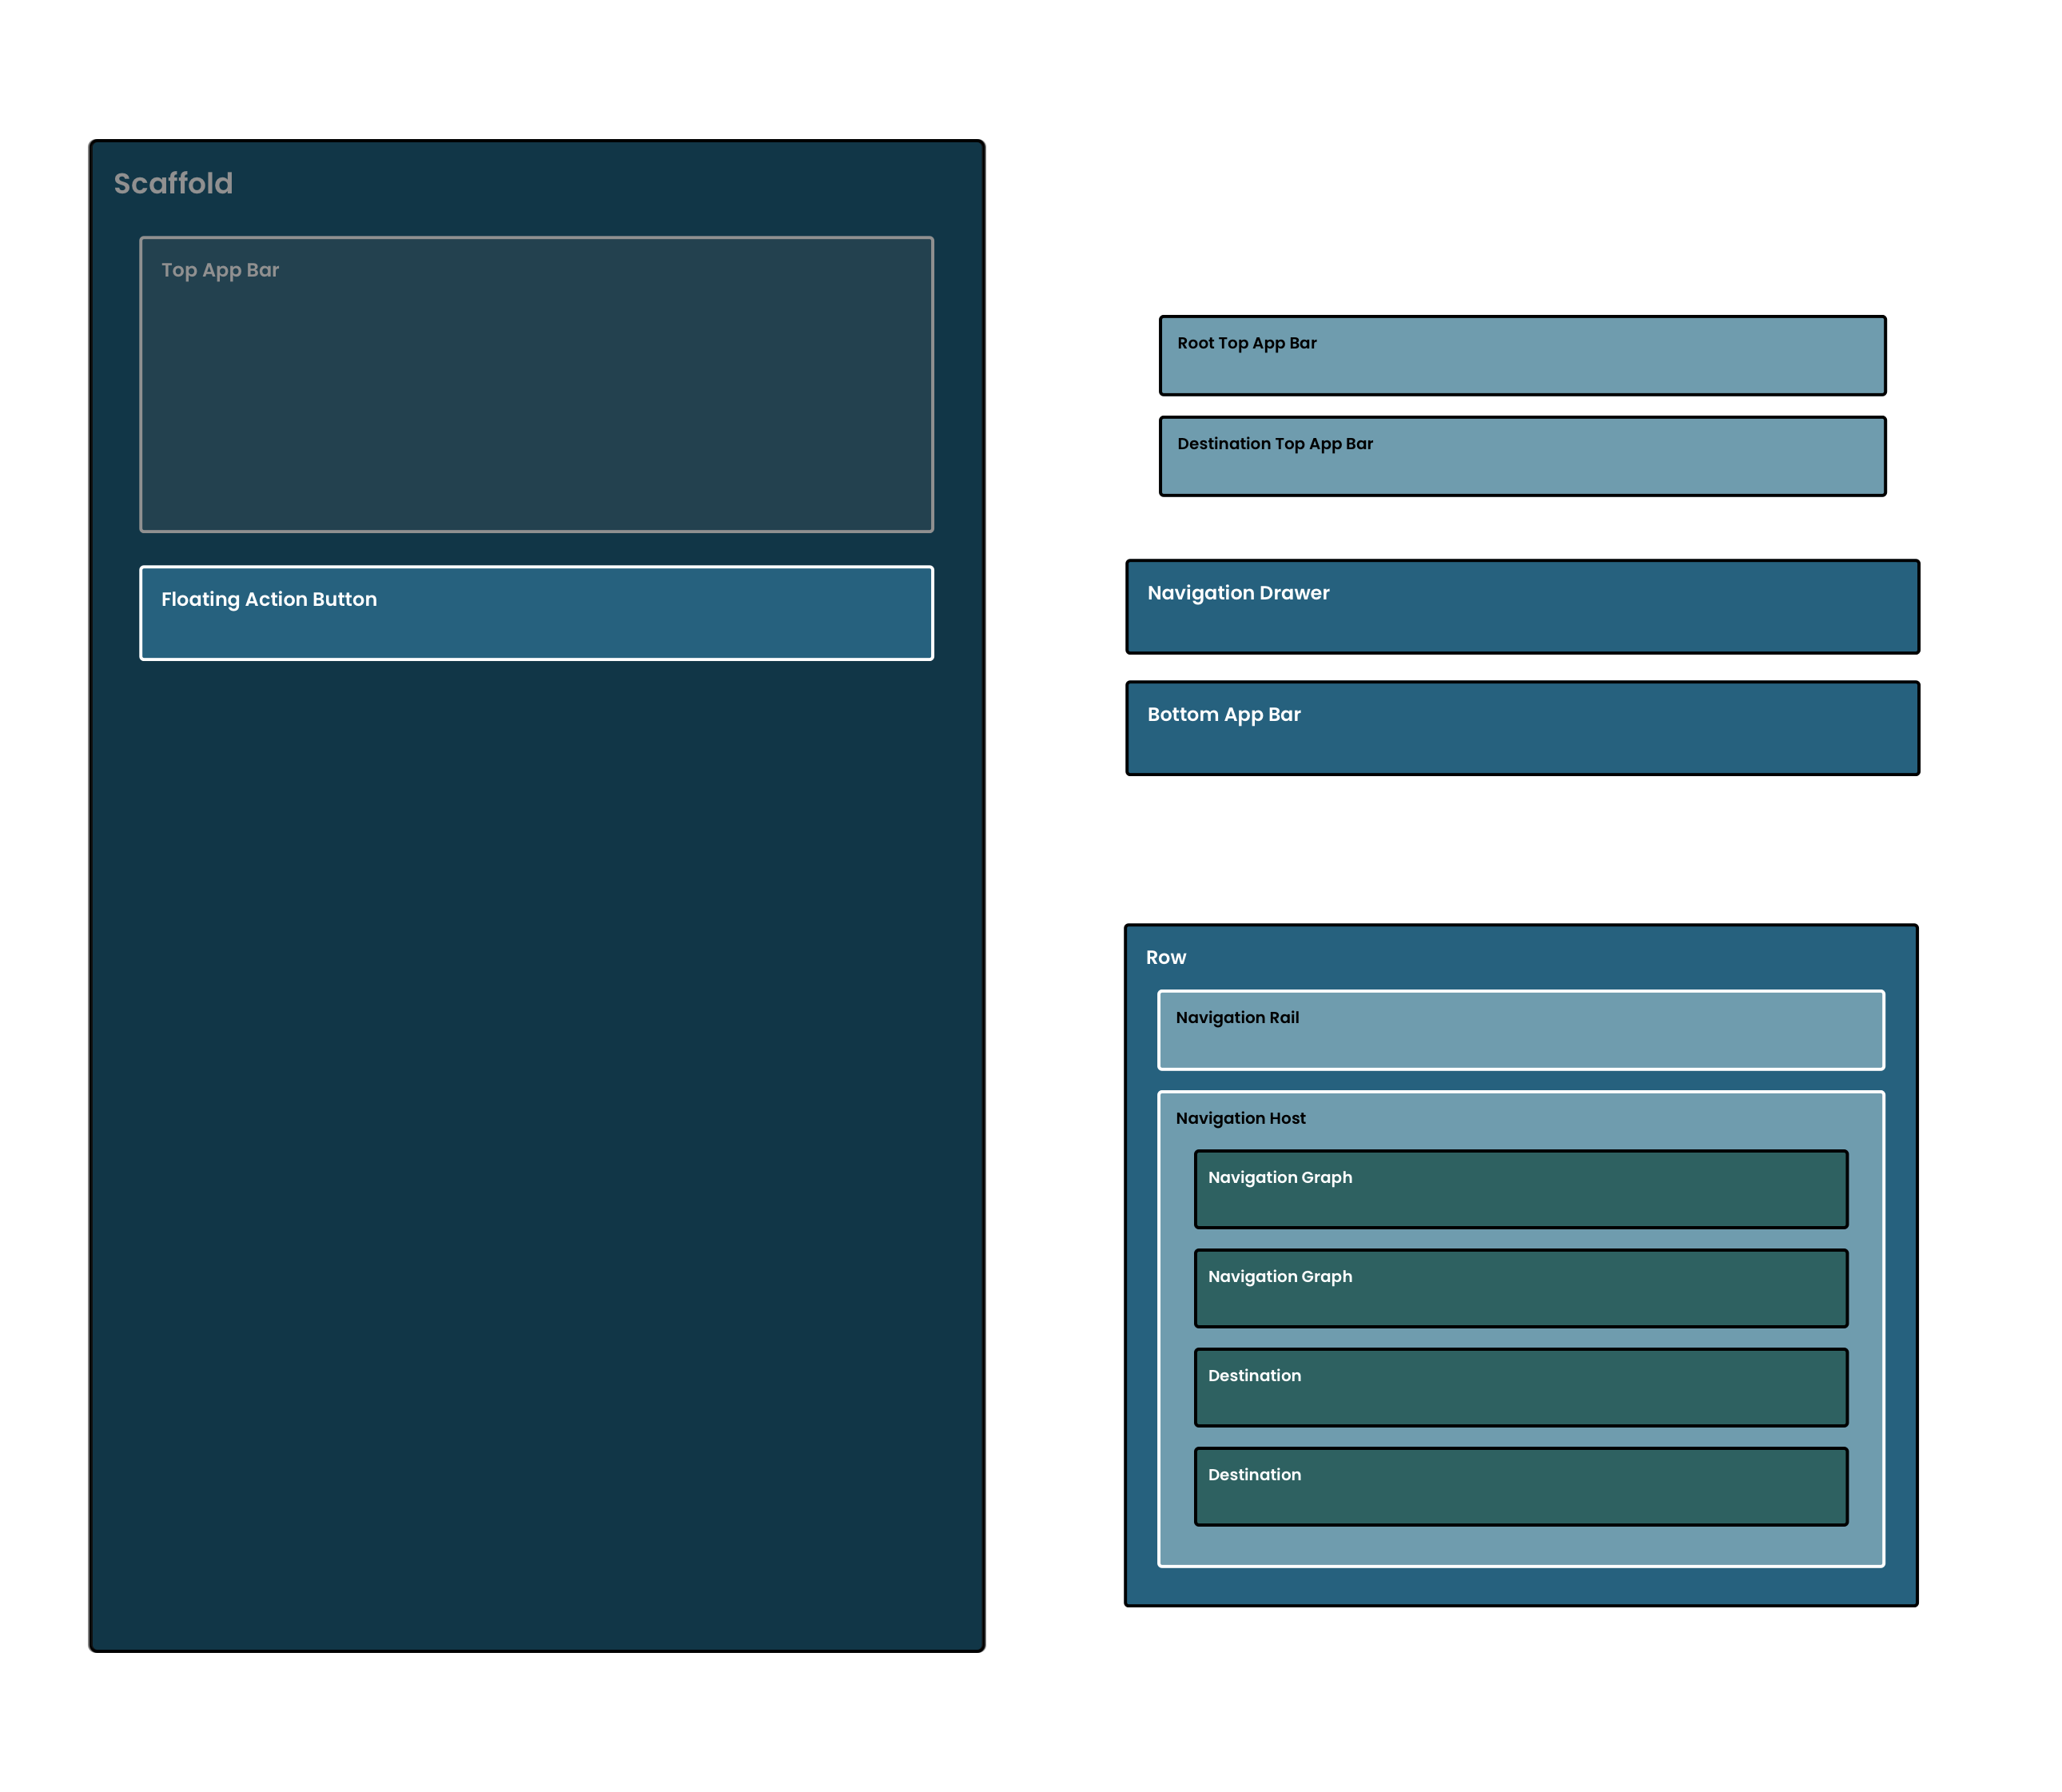 Scaffold
Top App Bar
Floating Action Button
Root Top App Bar
Destination Top App Bar
Navigation Drawer
Bottom App Bar
Row
Navigation Rail
Navigation Host
Navigation Graph
Navigation Graph
Destination
Destination